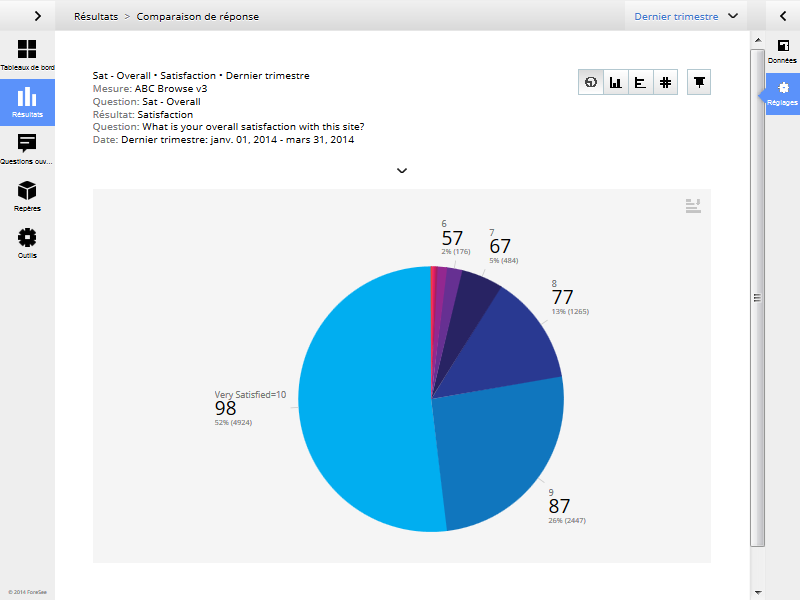 Résultats > Comparaison de réponse
Dernier trimestre
Tableaux de bord
Résultats
Questions ouv...
Repères
Outils
© 2014 ForeSee
Données
Réglages
Sat - Overall • Satisfaction • Dernier trimestre
Mesure: ABC Browse v3
Question: Sat - Overall
Résultat: Satisfaction
Question: What is your overall satisfaction with this site?
Date: Dernier trimestre: janv. 01, 2014 - mars 31, 2014
6
57
2% (176)
7
67
5% (484)
8
77
13% (1265)
Very Satisfied=10
98
52% (4924)
9
87
26% (2447)